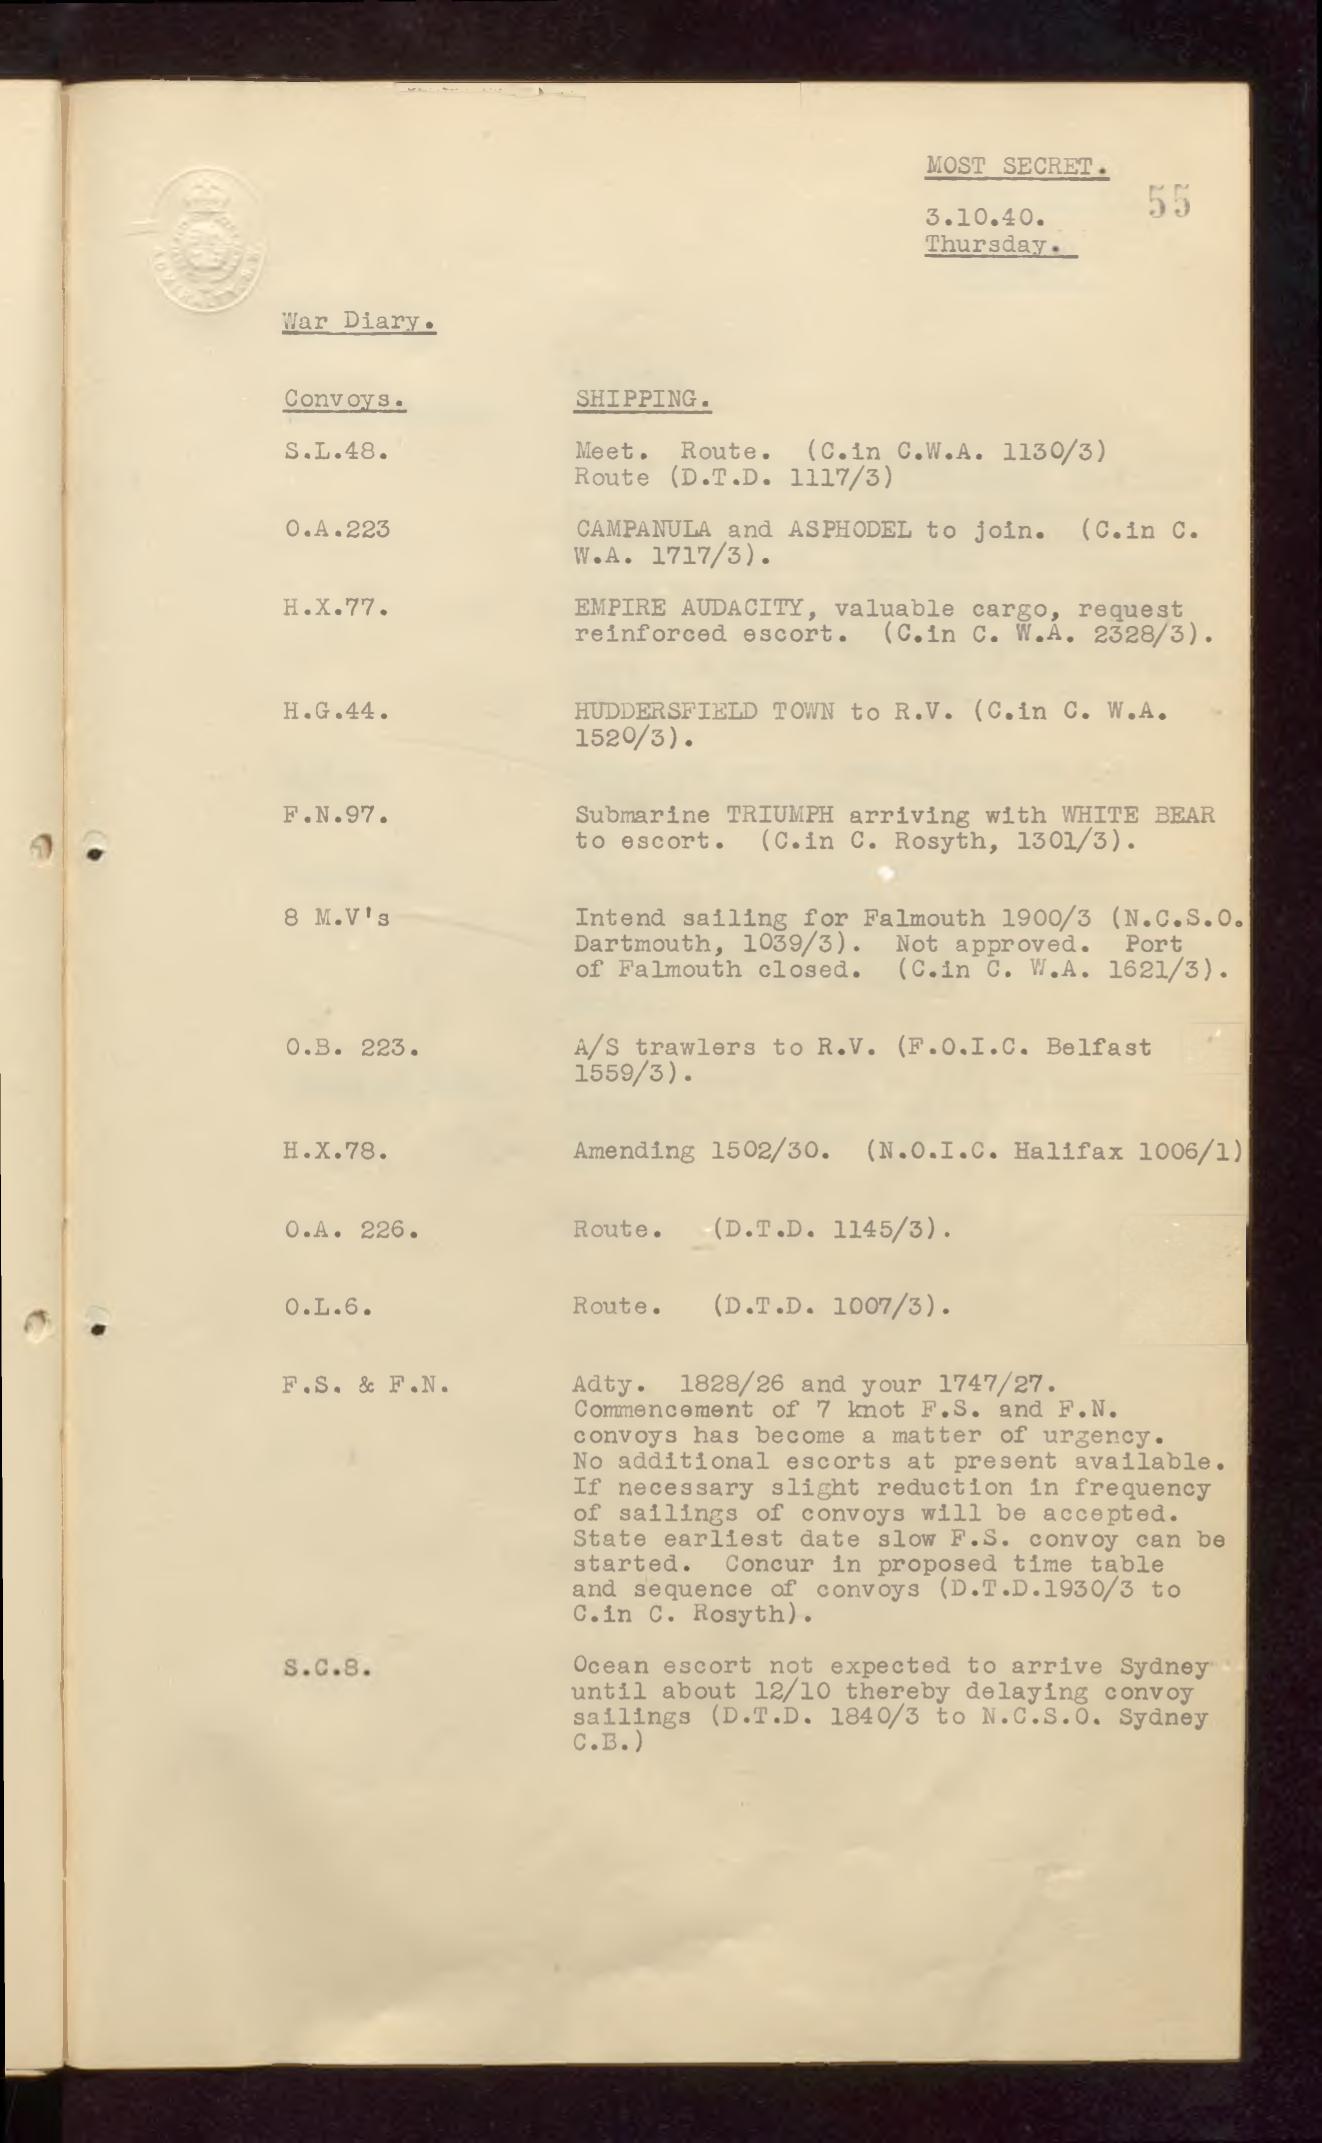 MOST SECRET.
55
3.10.40.
Thursday.
War Diary.
Convoys. SHIPPING.
S.L.48. Meet. Route. (C.in C.W.A. 1130/3)
Route (D.T.D. 1117/3)
O.A.223 CAMPANULA and ASPHODEL to join. (C.in C.
W.A. 1717/3).
H.X.77. EMPIRE AUDACITY, valuable cargo, request
reinforced escort. (C.in C. W.A. 2328/3).
H.G.44. HUDDERSFIELD TOWN to R.V. (C.in C. W.A.
1520/3).
F.N.97. Submarine TRIUMPH arriving with WHITE BEAR
to escort. (C.in C. Rosyth, 1301/3).
8 M.V's Intend sailing for Falmouth 1900/3 (N.C.S.O.
Dartmouth, 1039/3). Not approved. Port
of Falmouth closed. (C.in C. W.A. 1621/3).
O.B. 223. A/S trawlers to R.V. (F.O.I.C. Belfast
1559/3).
H.X.78. Amending 1502/30. (N.O.I.C. Halifax 1006/1)
O.A. 226. Route. (D.T.D. 1145/3).
O.L.6. Route. (D.T.D. 1007/3).
F.S. & F.N. Adty. 1828/26 and your 1747/27.
Commencement of 7 knot F.S. and F.N.
convoys has become a matter of urgency.
No additional escorts at present available.
If necessary slight reduction in frequency
of sailings of convoys will be accepted.
State earliest date slow F.S. convoy can be
started. Concur in proposed time table
and sequence of convoys (D.T.D.1930/3 to
C.in C. Rosyth).
S.C.8. Ocean escort not expected to arrive Sydney
until about 12/10 thereby delaying convoy
sailings (D.T.D. 1840/3 to N.C.S.O. Sydney
C.B.)